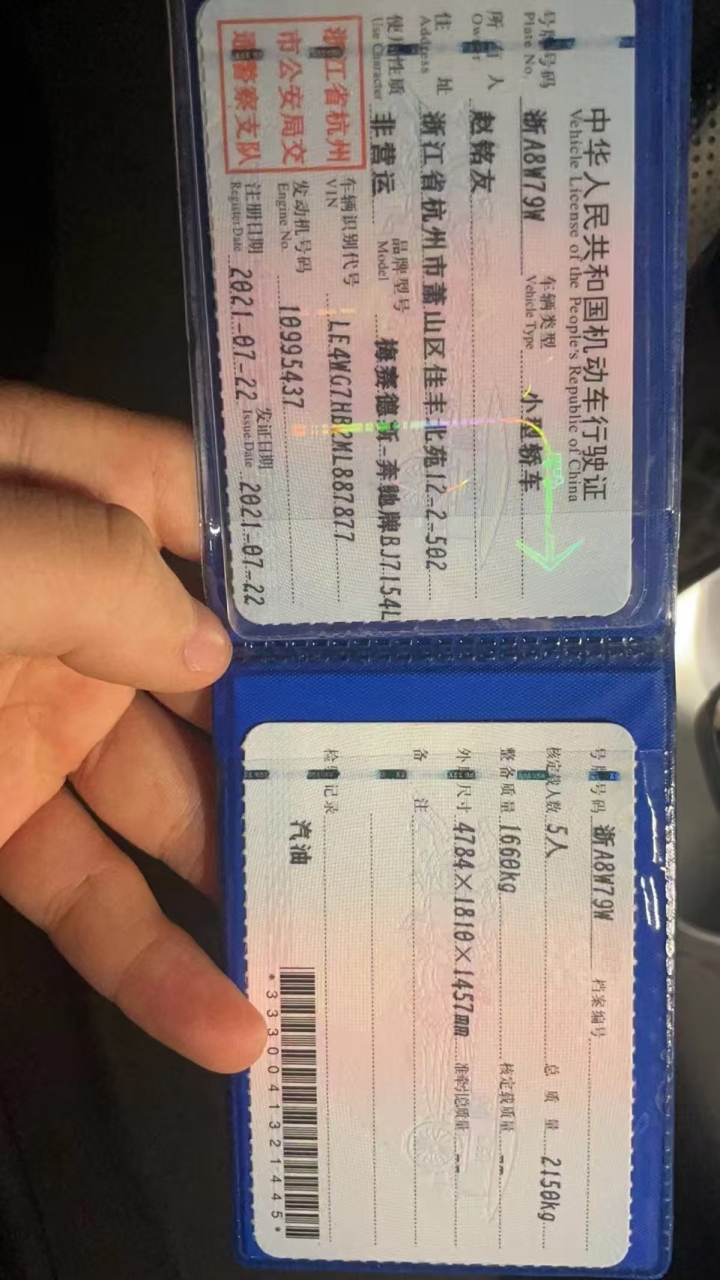 中华人民共和国机动车行驶证
Vehicle License of the People's Republic of China
号牌号码 浙A8W79W 车辆类型 小型轿车
Plate No. Vehicle Type
所有人 赵铭友
Owner
住址 浙江省杭州市萧山区佳丰北苑12-2-502
Address
使用性质 非营运 品牌型号 梅赛德斯-奔驰牌BJ7154L
Use Character Model
浙江省杭州
市公安局交
通警察支队
车辆识别代号 LE4WG7HB2ML887877
VIN
发动机号码 10995437
Engine No.
注册日期 2021-07-22 发证日期 2021-07-22
Register Date Issue Date
号牌号码 浙A8W79W 档案编号
核定载人数 5人 总质量 2150kg
整备质量 1660kg 核定载质量 --
外廓尺寸 4784×1810×1457mm 准牵引总质量 --
备注
检验记录
汽油
*3330041321445*